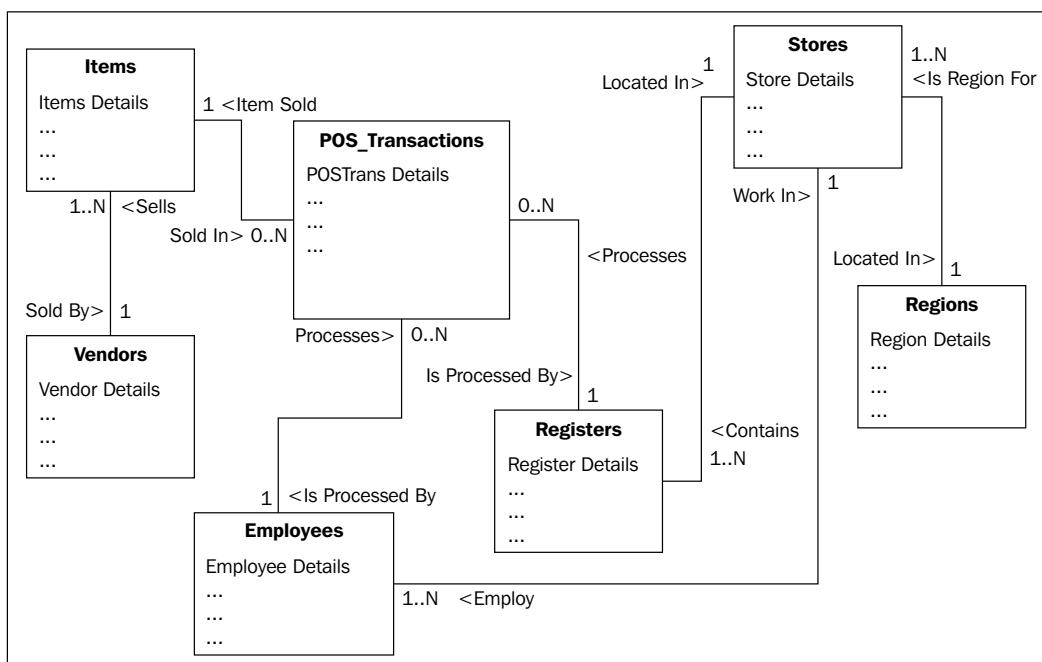 Items
Items Details
...
...
...
1 <Item Sold
POS_Transactions
POSTrans Details
...
...
...
Sold In> 0..N
1..N <Sells
Sold By> 1
Vendors
Vendor Details
...
...
...
Stores
Store Details
...
...
...
1
Located In>
1..N
<Is Region For
Work In> 1
0..N
<Processes
Located In> 1
Regions
Region Details
...
...
...
Processes> 0..N
Is Processed By>
1
Registers
Register Details
...
...
...
<Contains
1..N
1 <Is Processed By
Employees
Employee Details
...
...
...
1..N <Employ